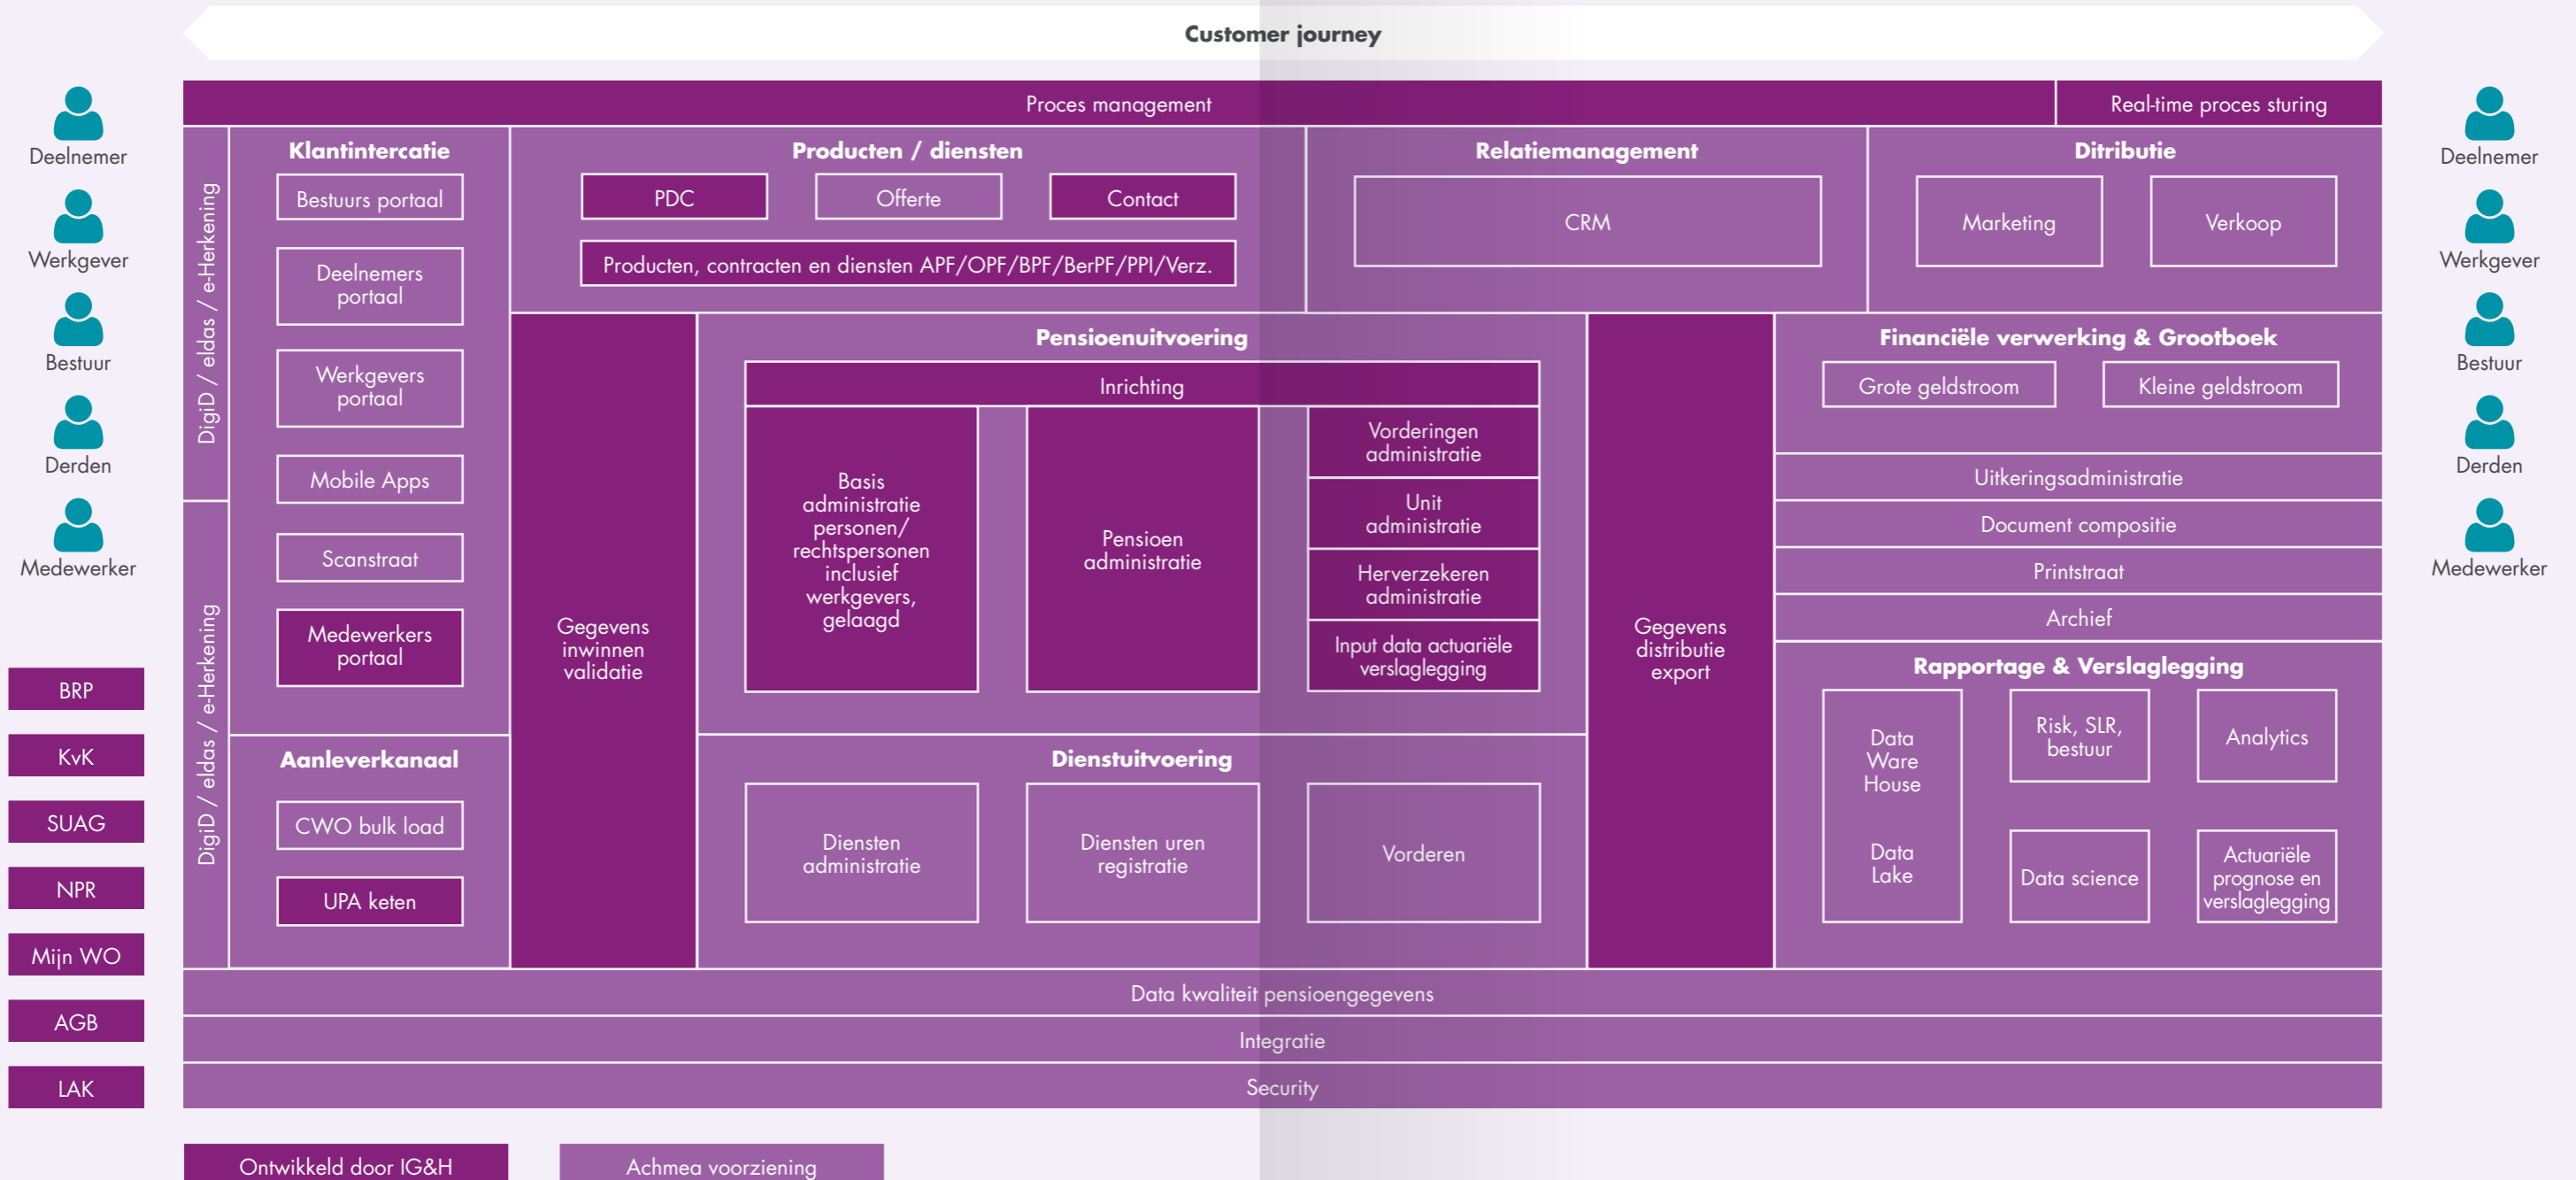 Customer journey
Proces management
Real-time proces sturing
Deelnemer
Werkgever
Bestuur
Derden
Medewerker
BRP
KvK
SUAG
NPR
Mijn WO
AGB
LAK
DigiD / eldas / e-Herkening
DigiD / eldas / e-Herkening
Klantintercatie
Bestuurs portaal
Deelnemers
portaal
Werkgevers
portaal
Mobile Apps
Scanstraat
Medewerkers
portaal
Aanleverkanaal
CWO bulk load
UPA keten
Producten / diensten
PDC
Offerte
Contact
Producten, contracten en diensten APF/OPF/BPF/BerPF/PPI/Verz.
Relatiemanagement
CRM
Ditributie
Marketing
Verkoop
Gegevens
inwinnen
validatie
Pensioenuitvoering
Inrichting
Basis
administratie
personen/
rechtspersonen
inclusief
werkgevers,
gelaagd
Pensioen
administratie
Vorderingen
administratie
Unit
administratie
Herverzekeren
administratie
Input data actuariële
verslaglegging
Dienstuitvoering
Diensten
administratie
Diensten uren
registratie
Vorderen
Gegevens
distributie
export
Financiële verwerking & Grootboek
Grote geldstroom
Kleine geldstroom
Uitkeringsadministratie
Document compositie
Printstraat
Archief
Rapportage & Verslaglegging
Data
Ware
House
Data
Lake
Risk, SLR,
bestuur
Analytics
Data science
Actuariële
prognose en
verslaglegging
Data kwaliteit pensioengegevens
Integratie
Security
Deelnemer
Werkgever
Bestuur
Derden
Medewerker
Ontwikkeld door IG&H
Achmea voorziening